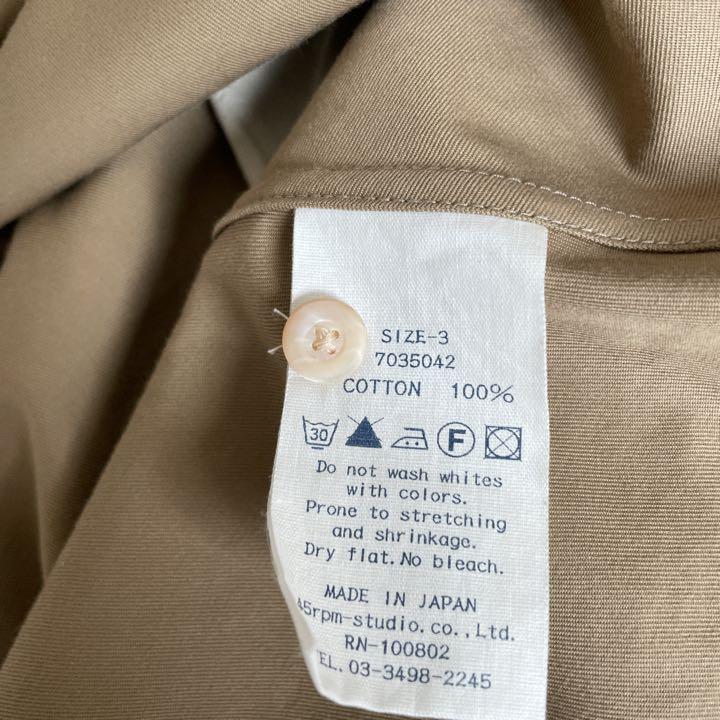 SIZE-3
7035042
COTTON 100%
30 F
Do not wash whites
with colors.
Prone to stretching
and shrinkage.
Dry flat. No bleach.
MADE IN JAPAN
45rpm-studio.co.,Ltd.
RN-100802
TEL. 03-3498-2245